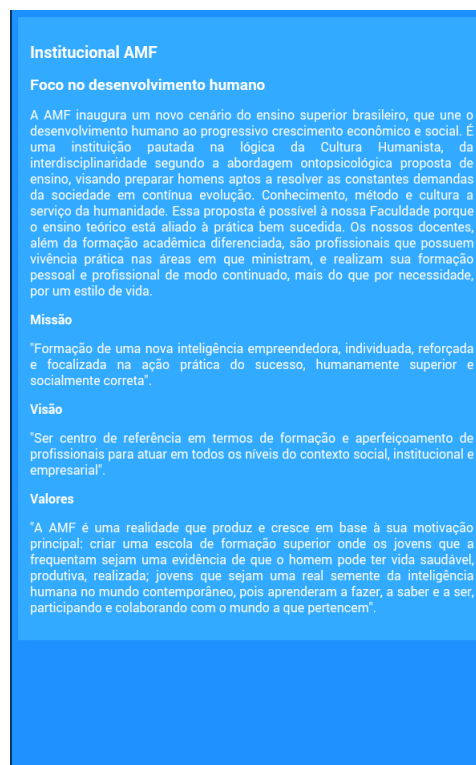 Institucional AMF
Foco no desenvolvimento humano
A AMF inaugura um novo cenário do ensino superior brasileiro, que une o
desenvolvimento humano ao progressivo crescimento econômico e social. É
uma instituição pautada na lógica da Cultura Humanista, da
interdisciplinaridade segundo a abordagem ontopsicológica proposta de
ensino, visando preparar homens aptos a resolver as constantes demandas
da sociedade em contínua evolução. Conhecimento, método e cultura a
serviço da humanidade. Essa proposta é possível à nossa Faculdade porque
o ensino teórico está aliado à prática bem sucedida. Os nossos docentes,
além da formação acadêmica diferenciada, são profissionais que possuem
vivência prática nas áreas em que ministram, e realizam sua formação
pessoal e profissional de modo continuado, mais do que por necessidade,
por um estilo de vida.
Missão
"Formação de uma nova inteligência empreendedora, individuada, reforçada
e focalizada na ação prática do sucesso, humanamente superior e
socialmente correta".
Visão
"Ser centro de referência em termos de formação e aperfeiçoamento de
profissionais para atuar em todos os níveis do contexto social, institucional e
empresarial".
Valores
"A AMF é uma realidade que produz e cresce em base à sua motivação
principal: criar uma escola de formação superior onde os jovens que a
frequentam sejam uma evidência de que o homem pode ter vida saudável,
produtiva, realizada; jovens que sejam uma real semente da inteligência
humana no mundo contemporâneo, pois aprenderam a fazer, a saber e a ser,
participando e colaborando com o mundo a que pertencem".